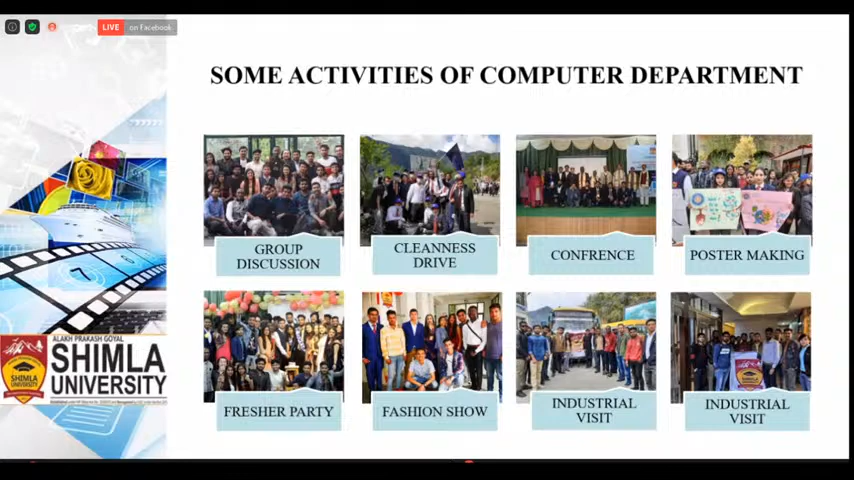 LIVE on Facebook
SOME ACTIVITIES OF COMPUTER DEPARTMENT
GROUP
DISCUSSION
CLEANNESS
DRIVE
CONFRENCE
POSTER MAKING
FRESHER PARTY
FASHION SHOW
INDUSTRIAL
VISIT
INDUSTRIAL
VISIT
7
ALAKH PRAKASH GOYAL
SHIMLA
UNIVERSITY
SHIMLA
UNIVERSITY